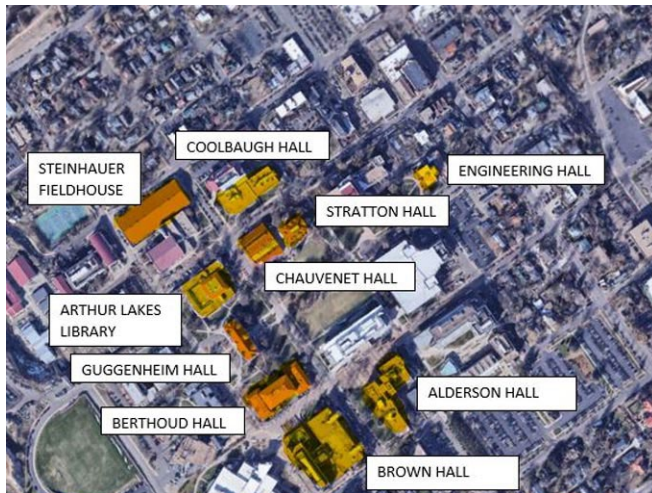 COOLBAUGH HALL
STEINHAUER
FIELDHOUSE
ENGINEERING HALL
STRATTON HALL
CHAUVENET HALL
ARTHUR LAKES
LIBRARY
GUGGENHEIM HALL
ALDERSON HALL
BERTHOUD HALL
BROWN HALL